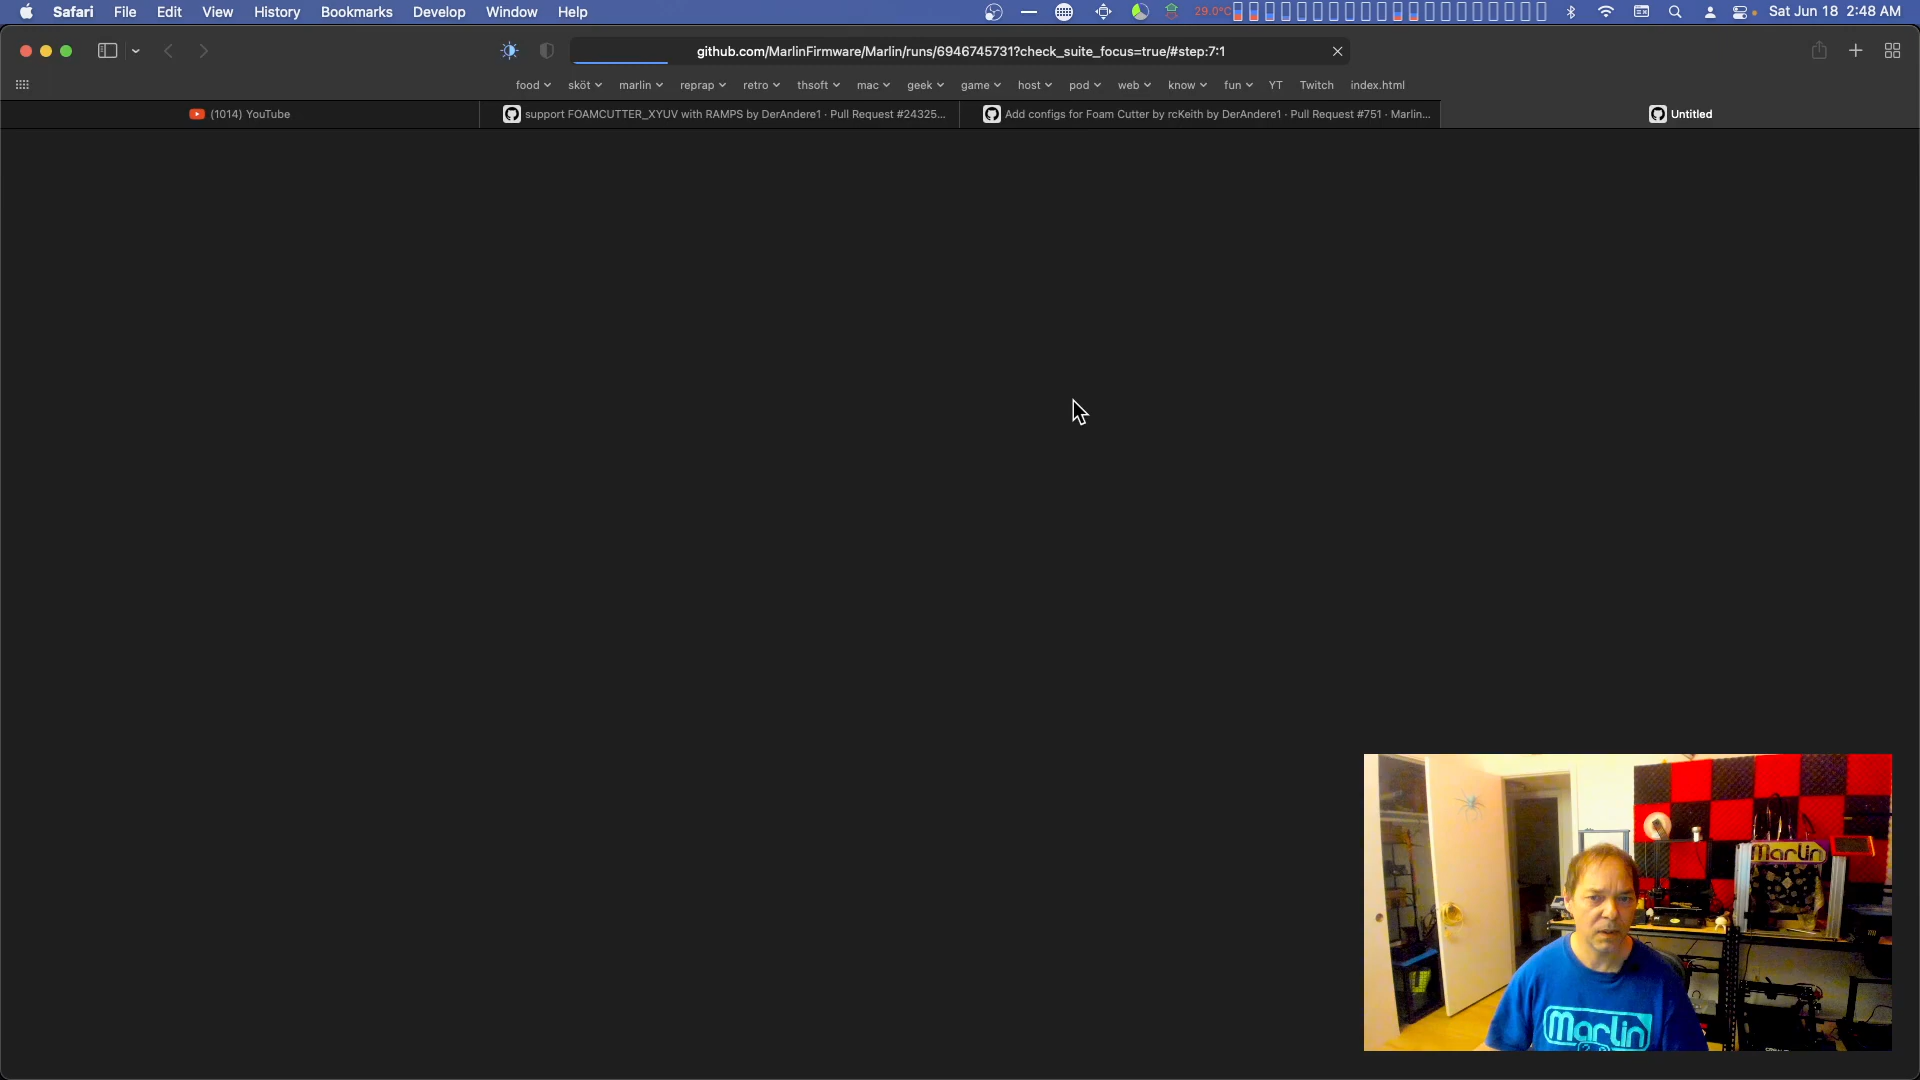 Safari File Edit View History Bookmarks Develop Window Help 29.0°C Sat Jun 18 2:48 AM
github.com/MarlinFirmware/Marlin/runs/6946745731?check_suite_focus=true/#step:7:1
food sköt marlin reprap retro thsoft mac geek game host pod web know fun YT Twitch index.html
(1014) YouTube
support FOAMCUTTER_XYUV with RAMPS by DerAndere1 · Pull Request #24325...
Add configs for Foam Cutter by rcKeith by DerAndere1 · Pull Request #751 · Marlin...
Untitled
Marlin
Marlin